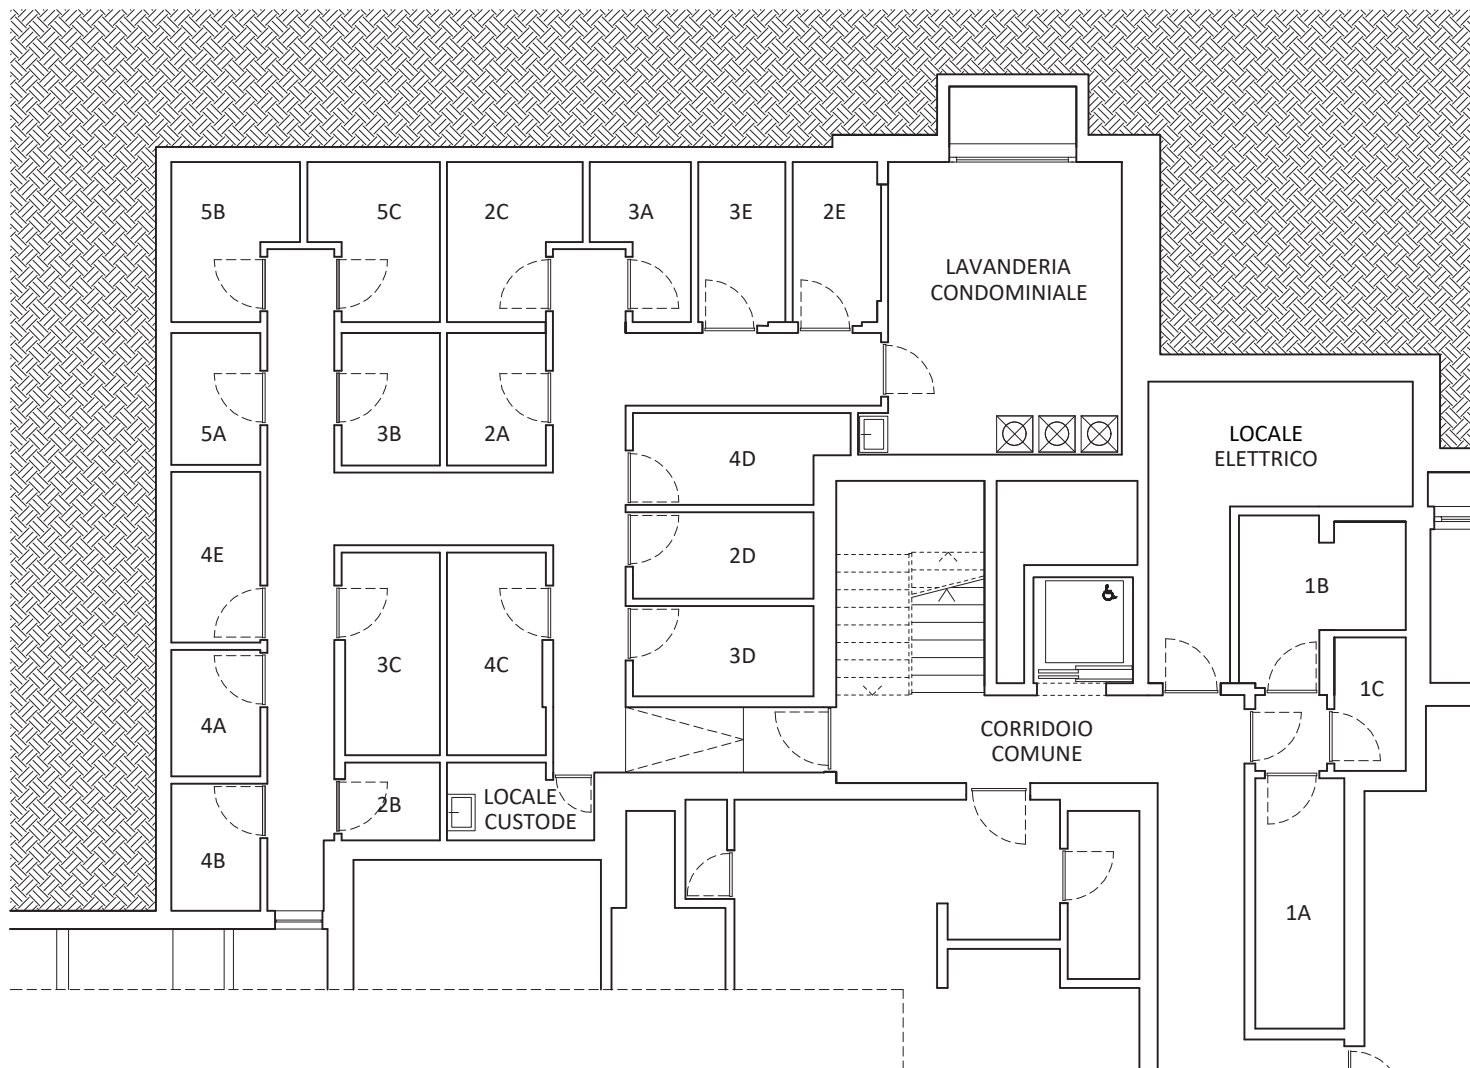 5B
5C
2C
3A
3E
2E
LAVANDERIA
CONDOMINIALE
5A
3B
2A
4D
LOCALE
ELETTRICO
4E
2D
1B
3C
4C
3D
1C
4A
CORRIDOIO
COMUNE
2B
LOCALE
CUSTODE
4B
1A